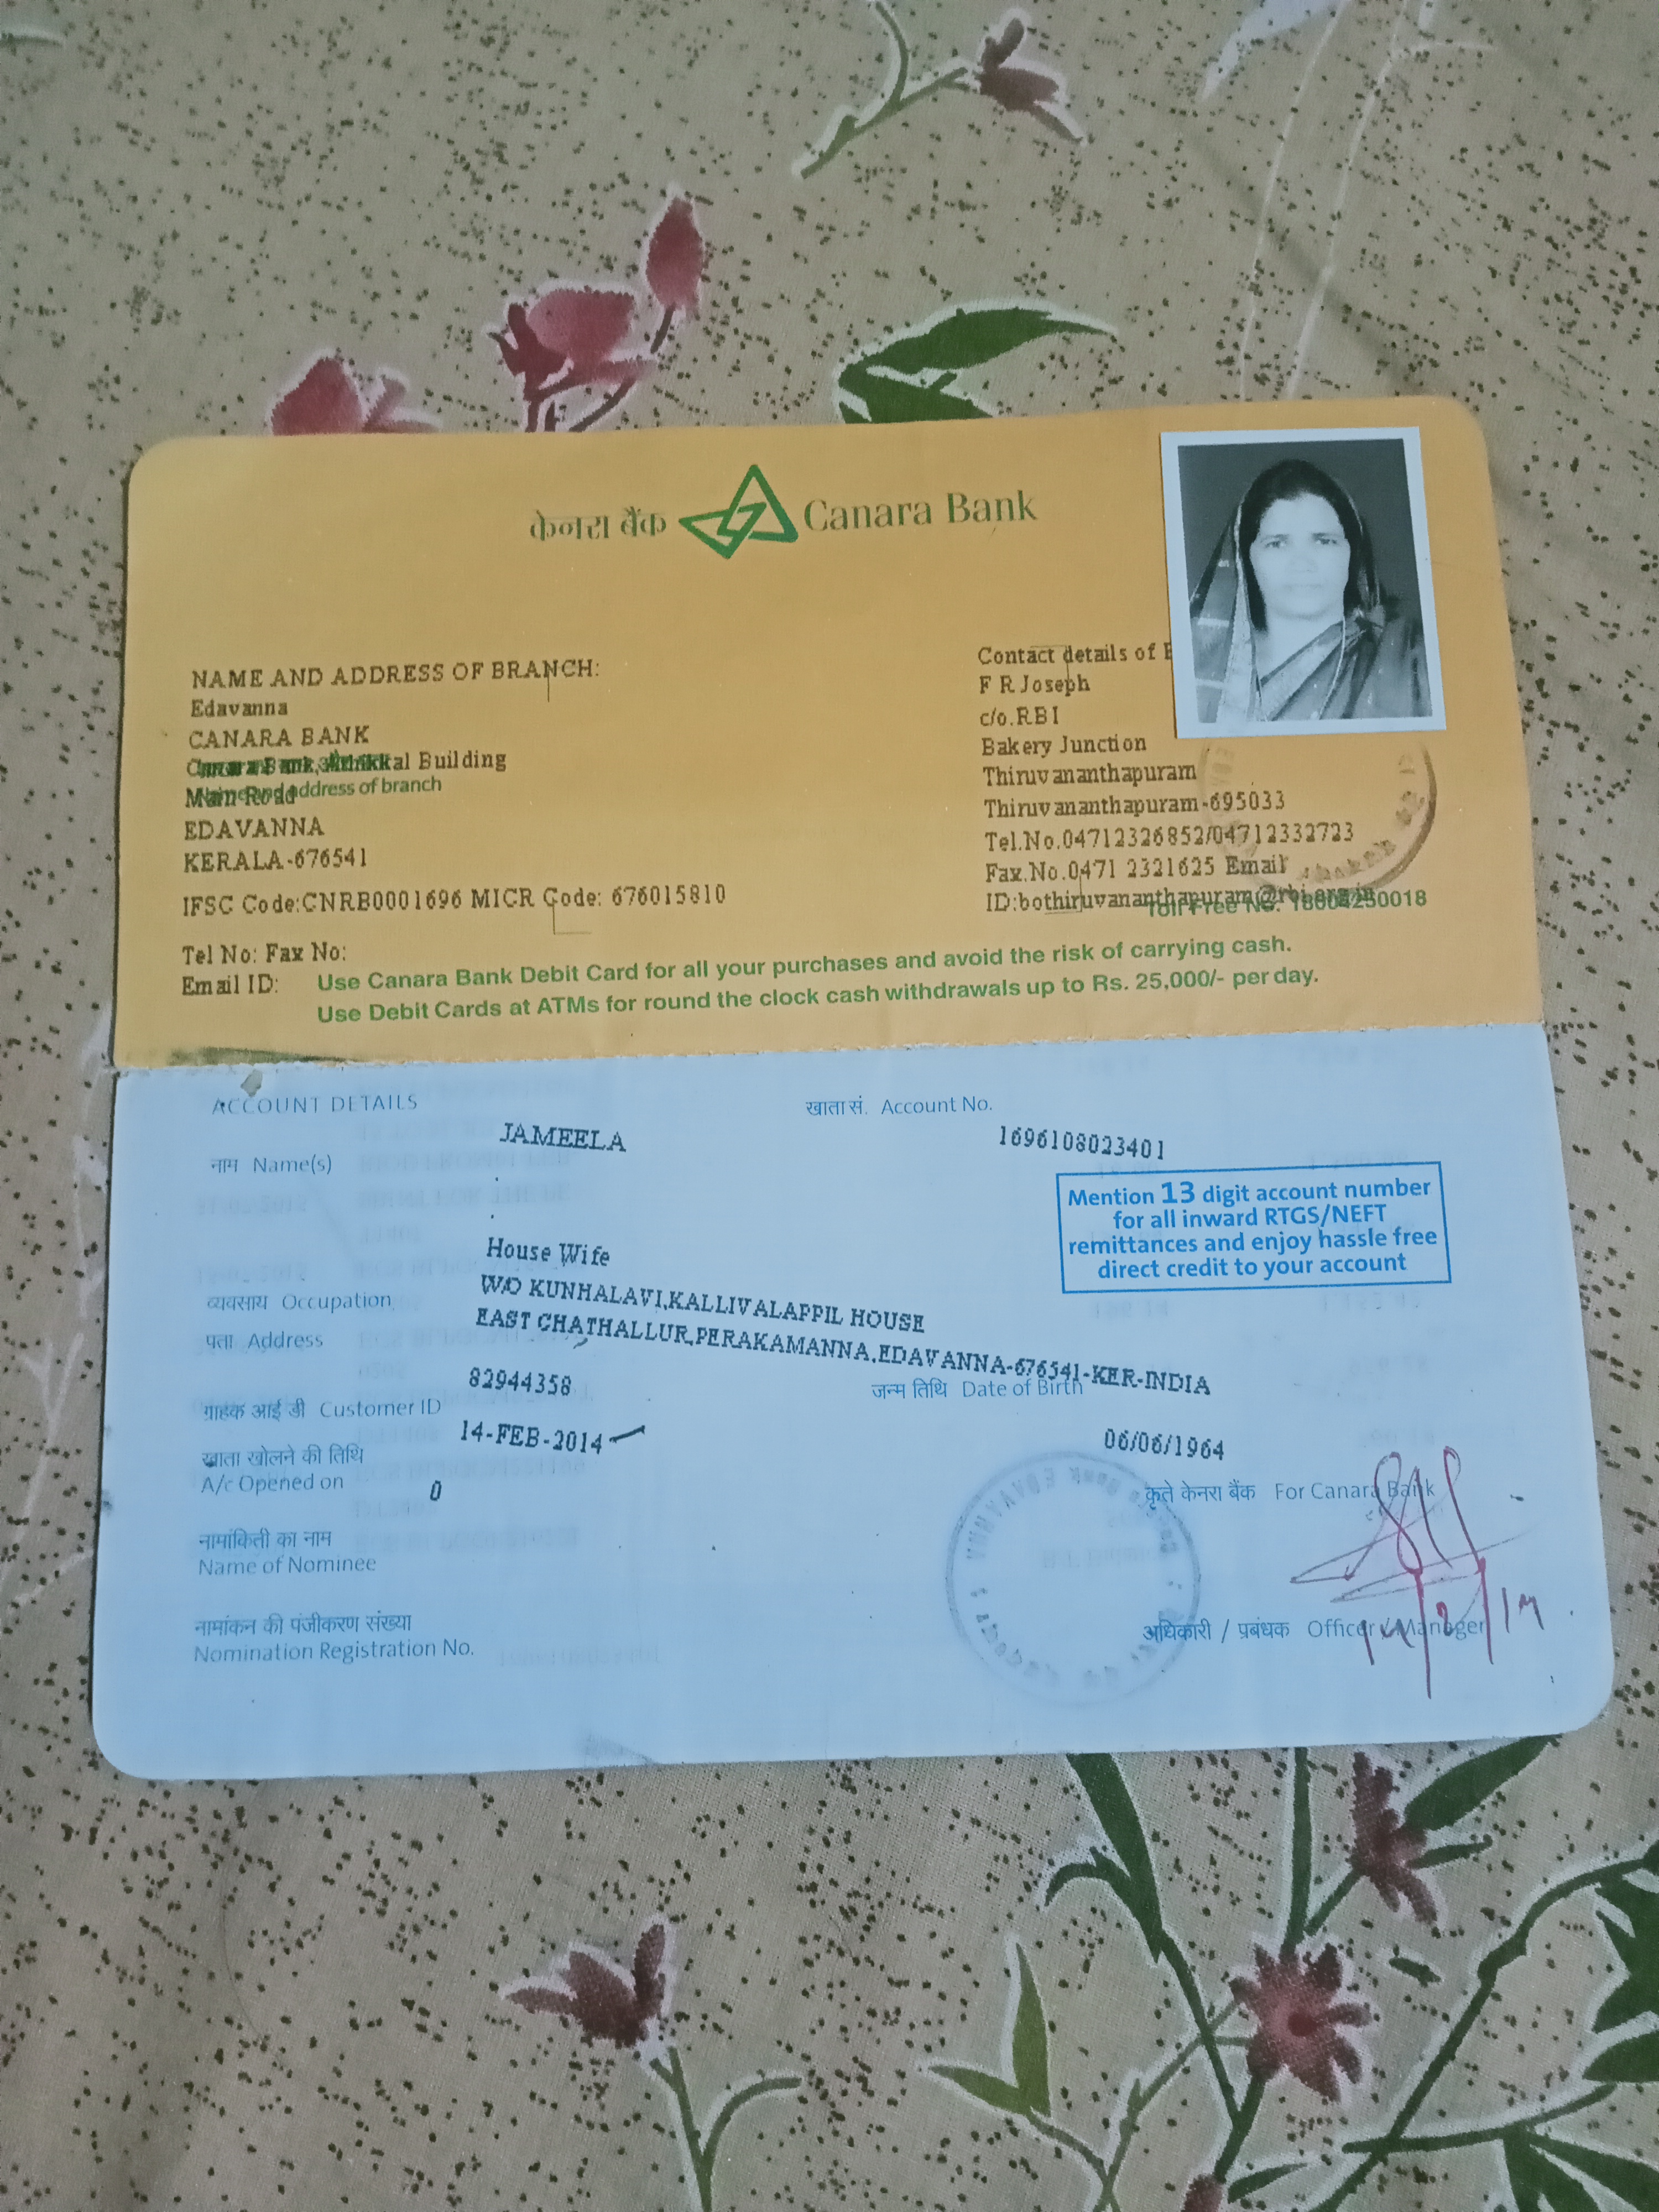 केनरा बैंक Canara Bank
NAME AND ADDRESS OF BRANCH:
Edavanna
CANARA BANK
Canara Bank, Building
Main Road
Name and address of branch
EDAVANNA
KERALA-676541
IFSC Code:CNRB0001696 MICR Code: 676015810
Tel No: Fax No:
Email ID:
Contact details of
F R Joseph
c/o.RBI
Bakery Junction
Thiruvananthapuram
Thiruvananthapuram-695033
Tel.No.04712326852/04712332723
Fax.No.0471 2321625 Email
ID:bothiruvananthapuram@rbi.org.in
Toll Free No. 18004250018
Use Canara Bank Debit Card for all your purchases and avoid the risk of carrying cash.
Use Debit Cards at ATMs for round the clock cash withdrawals up to Rs. 25,000/- per day.
ACCOUNT DETAILS
खाता सं. Account No.
JAMEELA
1696108023401
नाम Name(s)
Mention 13 digit account number
for all inward RTGS/NEFT
remittances and enjoy hassle free
direct credit to your account
House Wife
व्यवसाय Occupation
W/O KUNHALAVI,KALLIVALAPPIL HOUSE
पता Address
EAST CHATHALLUR,PERAKAMANNA,EDAVANNA-676541-KER-INDIA
82944358
जन्म तिथि Date of Birth
ग्राहक आई डी Customer ID
14-FEB-2014
06/06/1964
खाता खोलने की तिथि
A/c Opened on
0
कृते केनरा बैंक For Canara Bank
नामांकिती का नाम
Name of Nominee
नामांकन की पंजीकरण संख्या
Nomination Registration No.
अधिकारी / प्रबंधक Officer / Manager